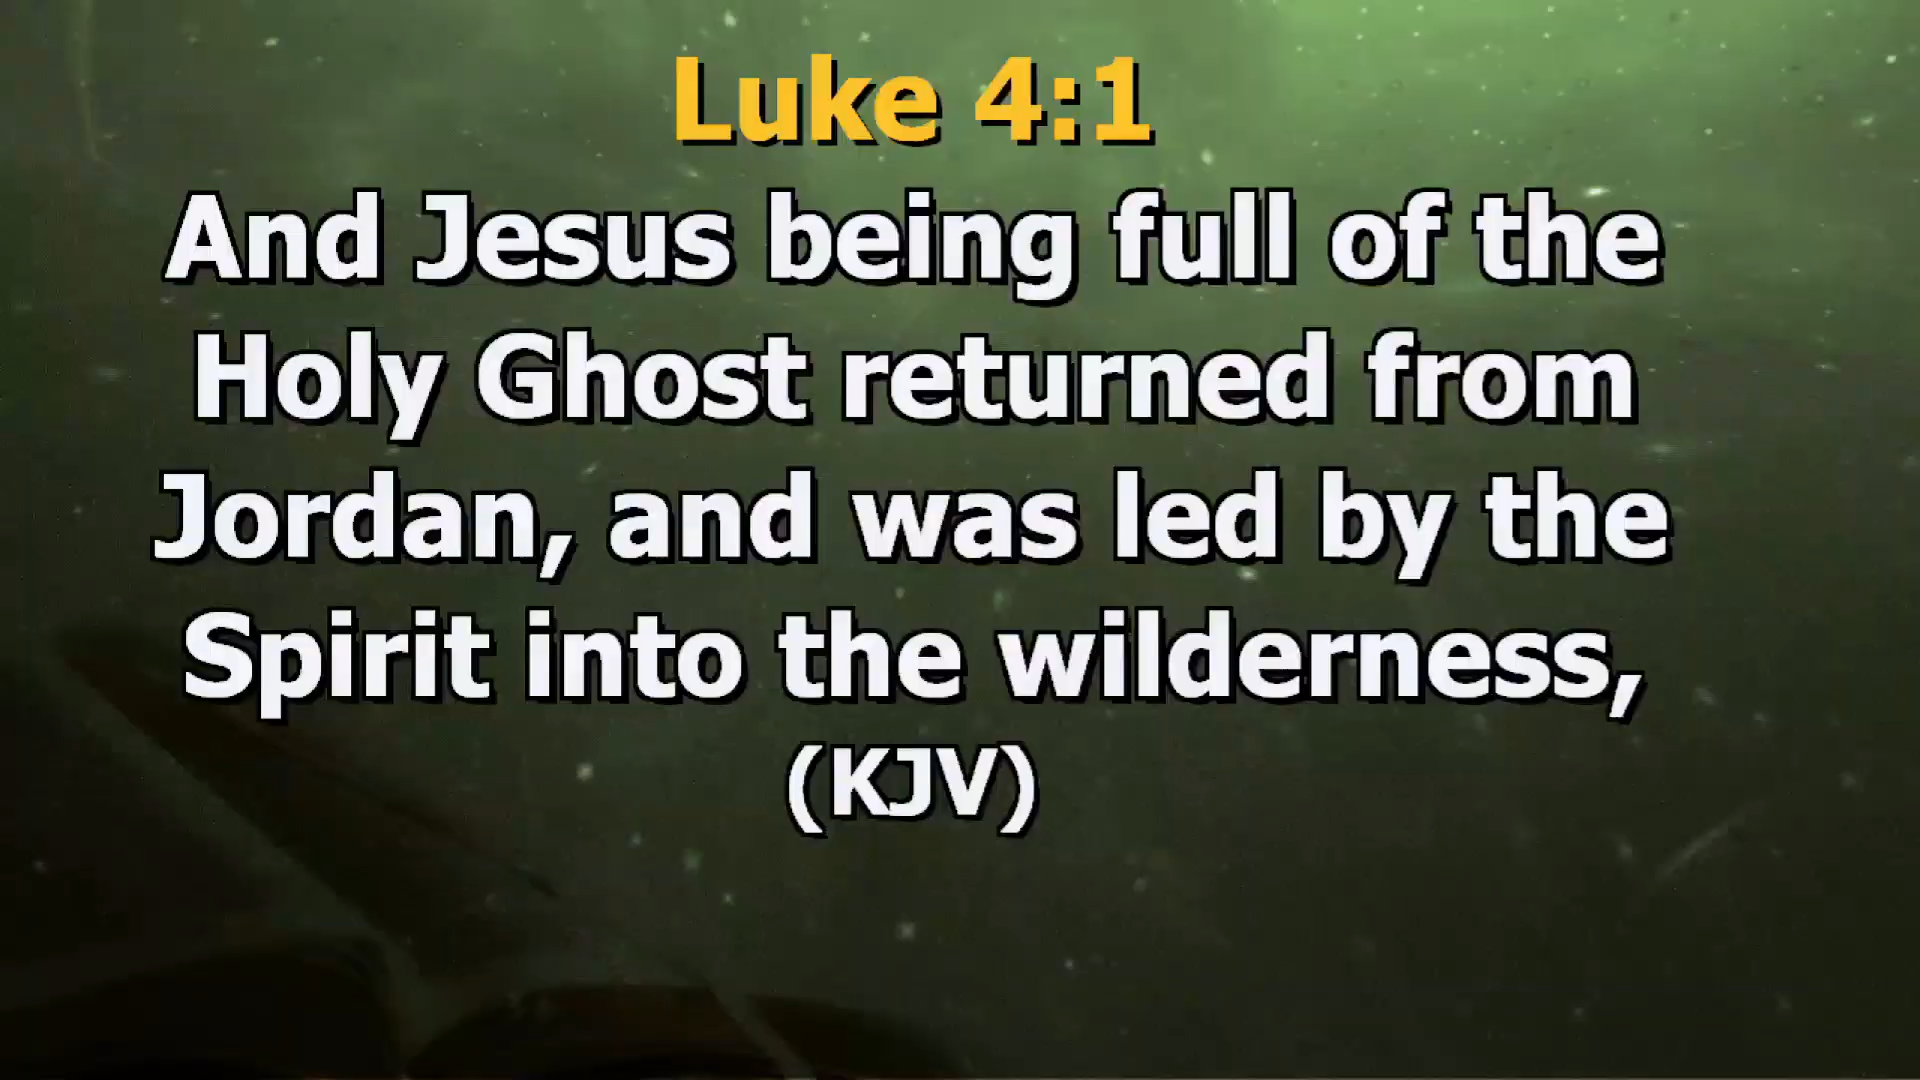 Luke 4:1
And Jesus being full of the
Holy Ghost returned from
Jordan, and was led by the
Spirit into the wilderness,
(KJV)